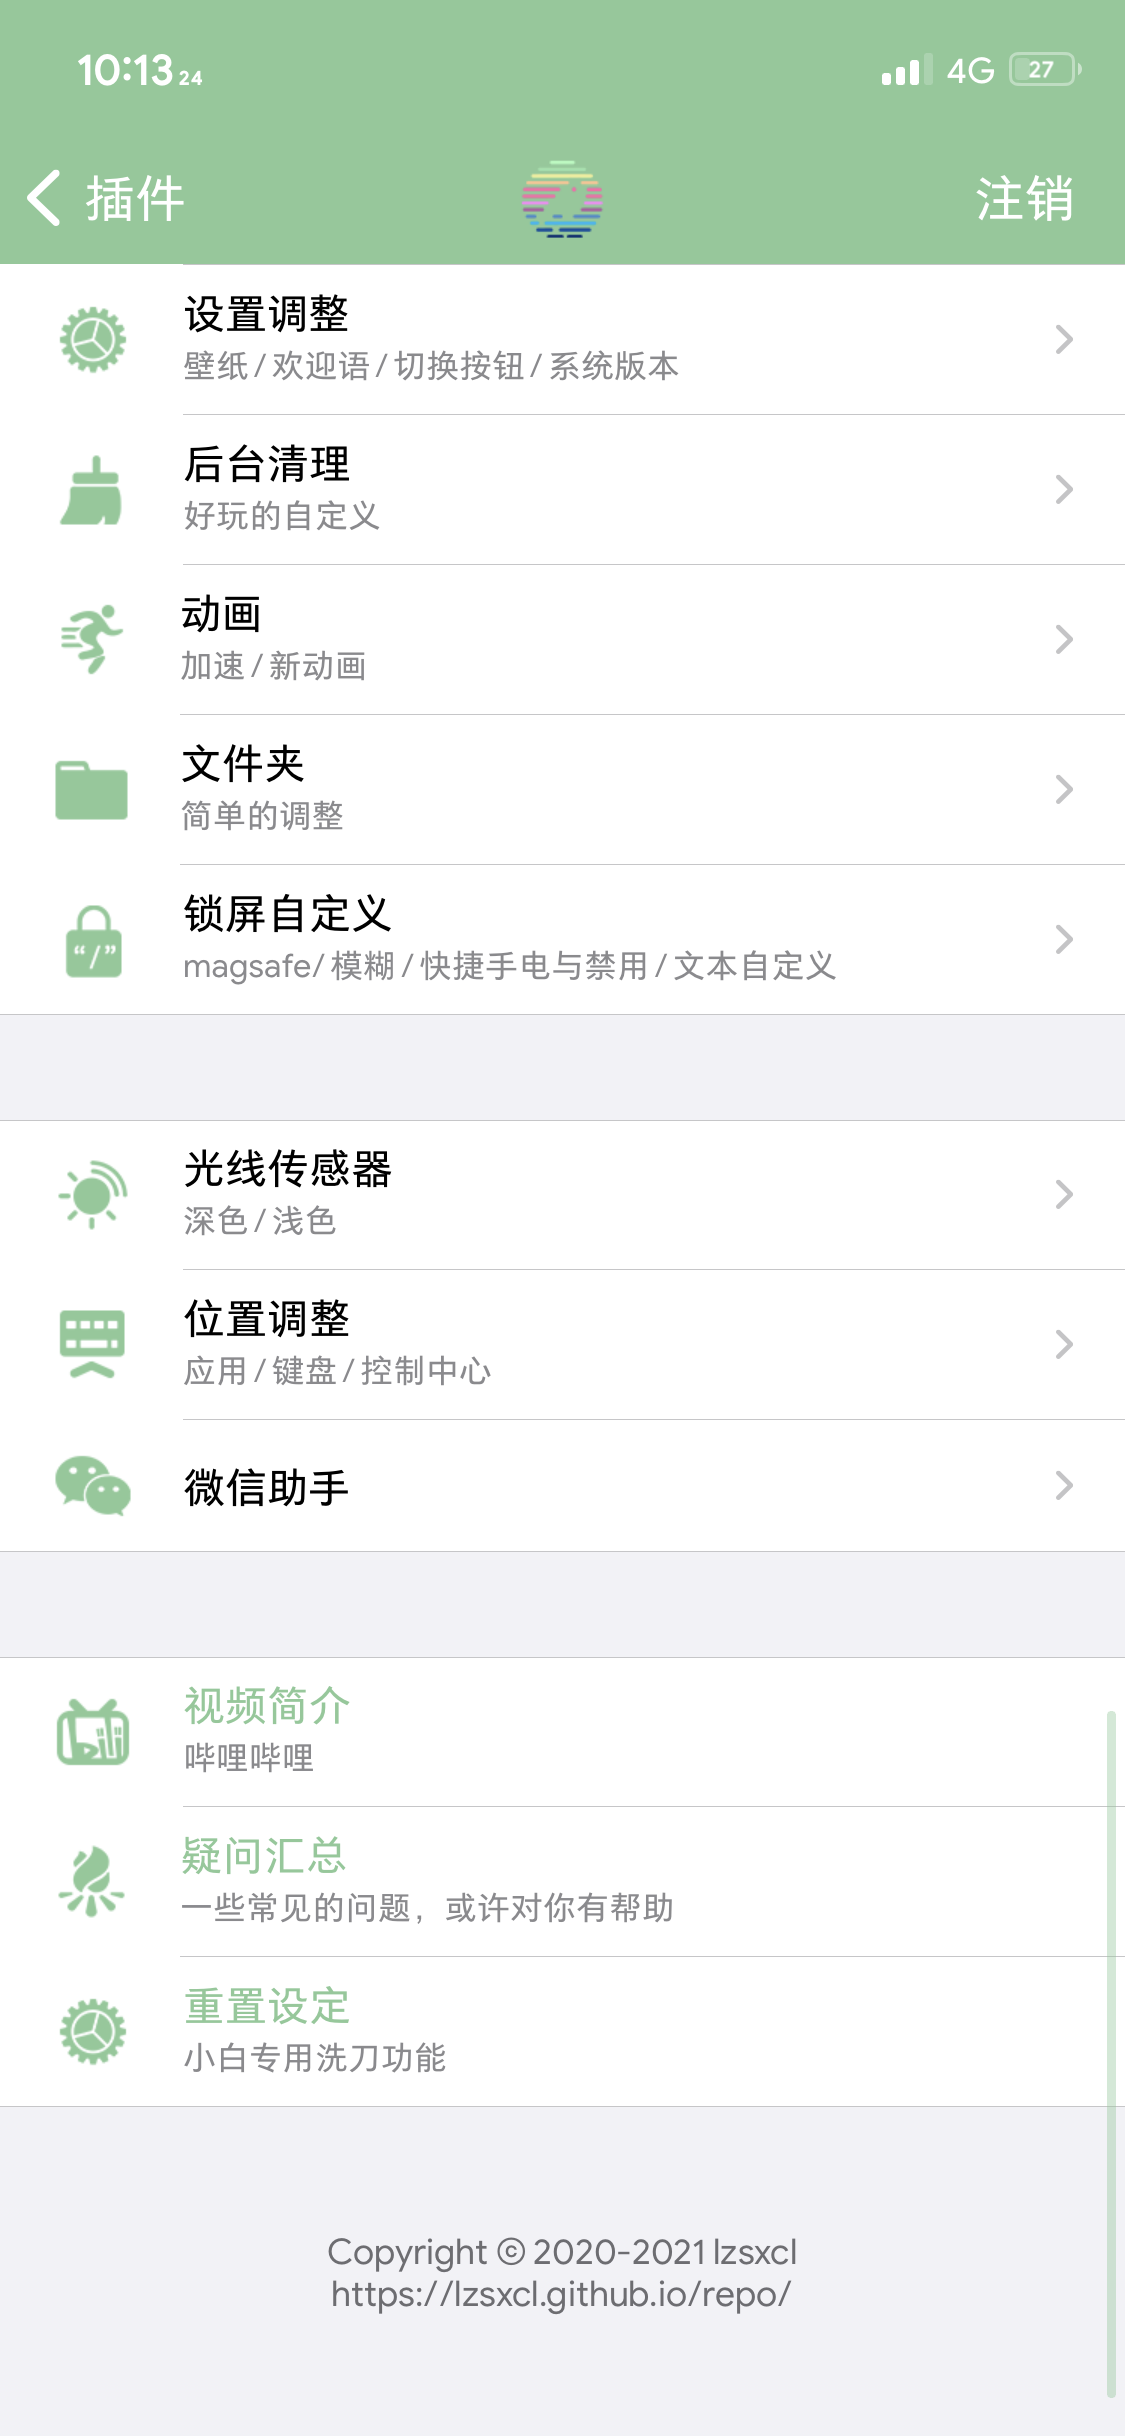 10:13 24
4G 27
插件
注销
设置调整
壁纸/欢迎语/切换按钮/系统版本
后台清理
好玩的自定义
动画
加速/新动画
文件夹
简单的调整
锁屏自定义
magsafe/模糊/快捷手电与禁用/文本自定义
光线传感器
深色/浅色
位置调整
应用/键盘/控制中心
微信助手
视频简介
哔哩哔哩
疑问汇总
一些常见的问题，或许对你有帮助
重置设定
小白专用洗刀功能
Copyright © 2020-2021 lzsxcl
https://lzsxcl.github.io/repo/